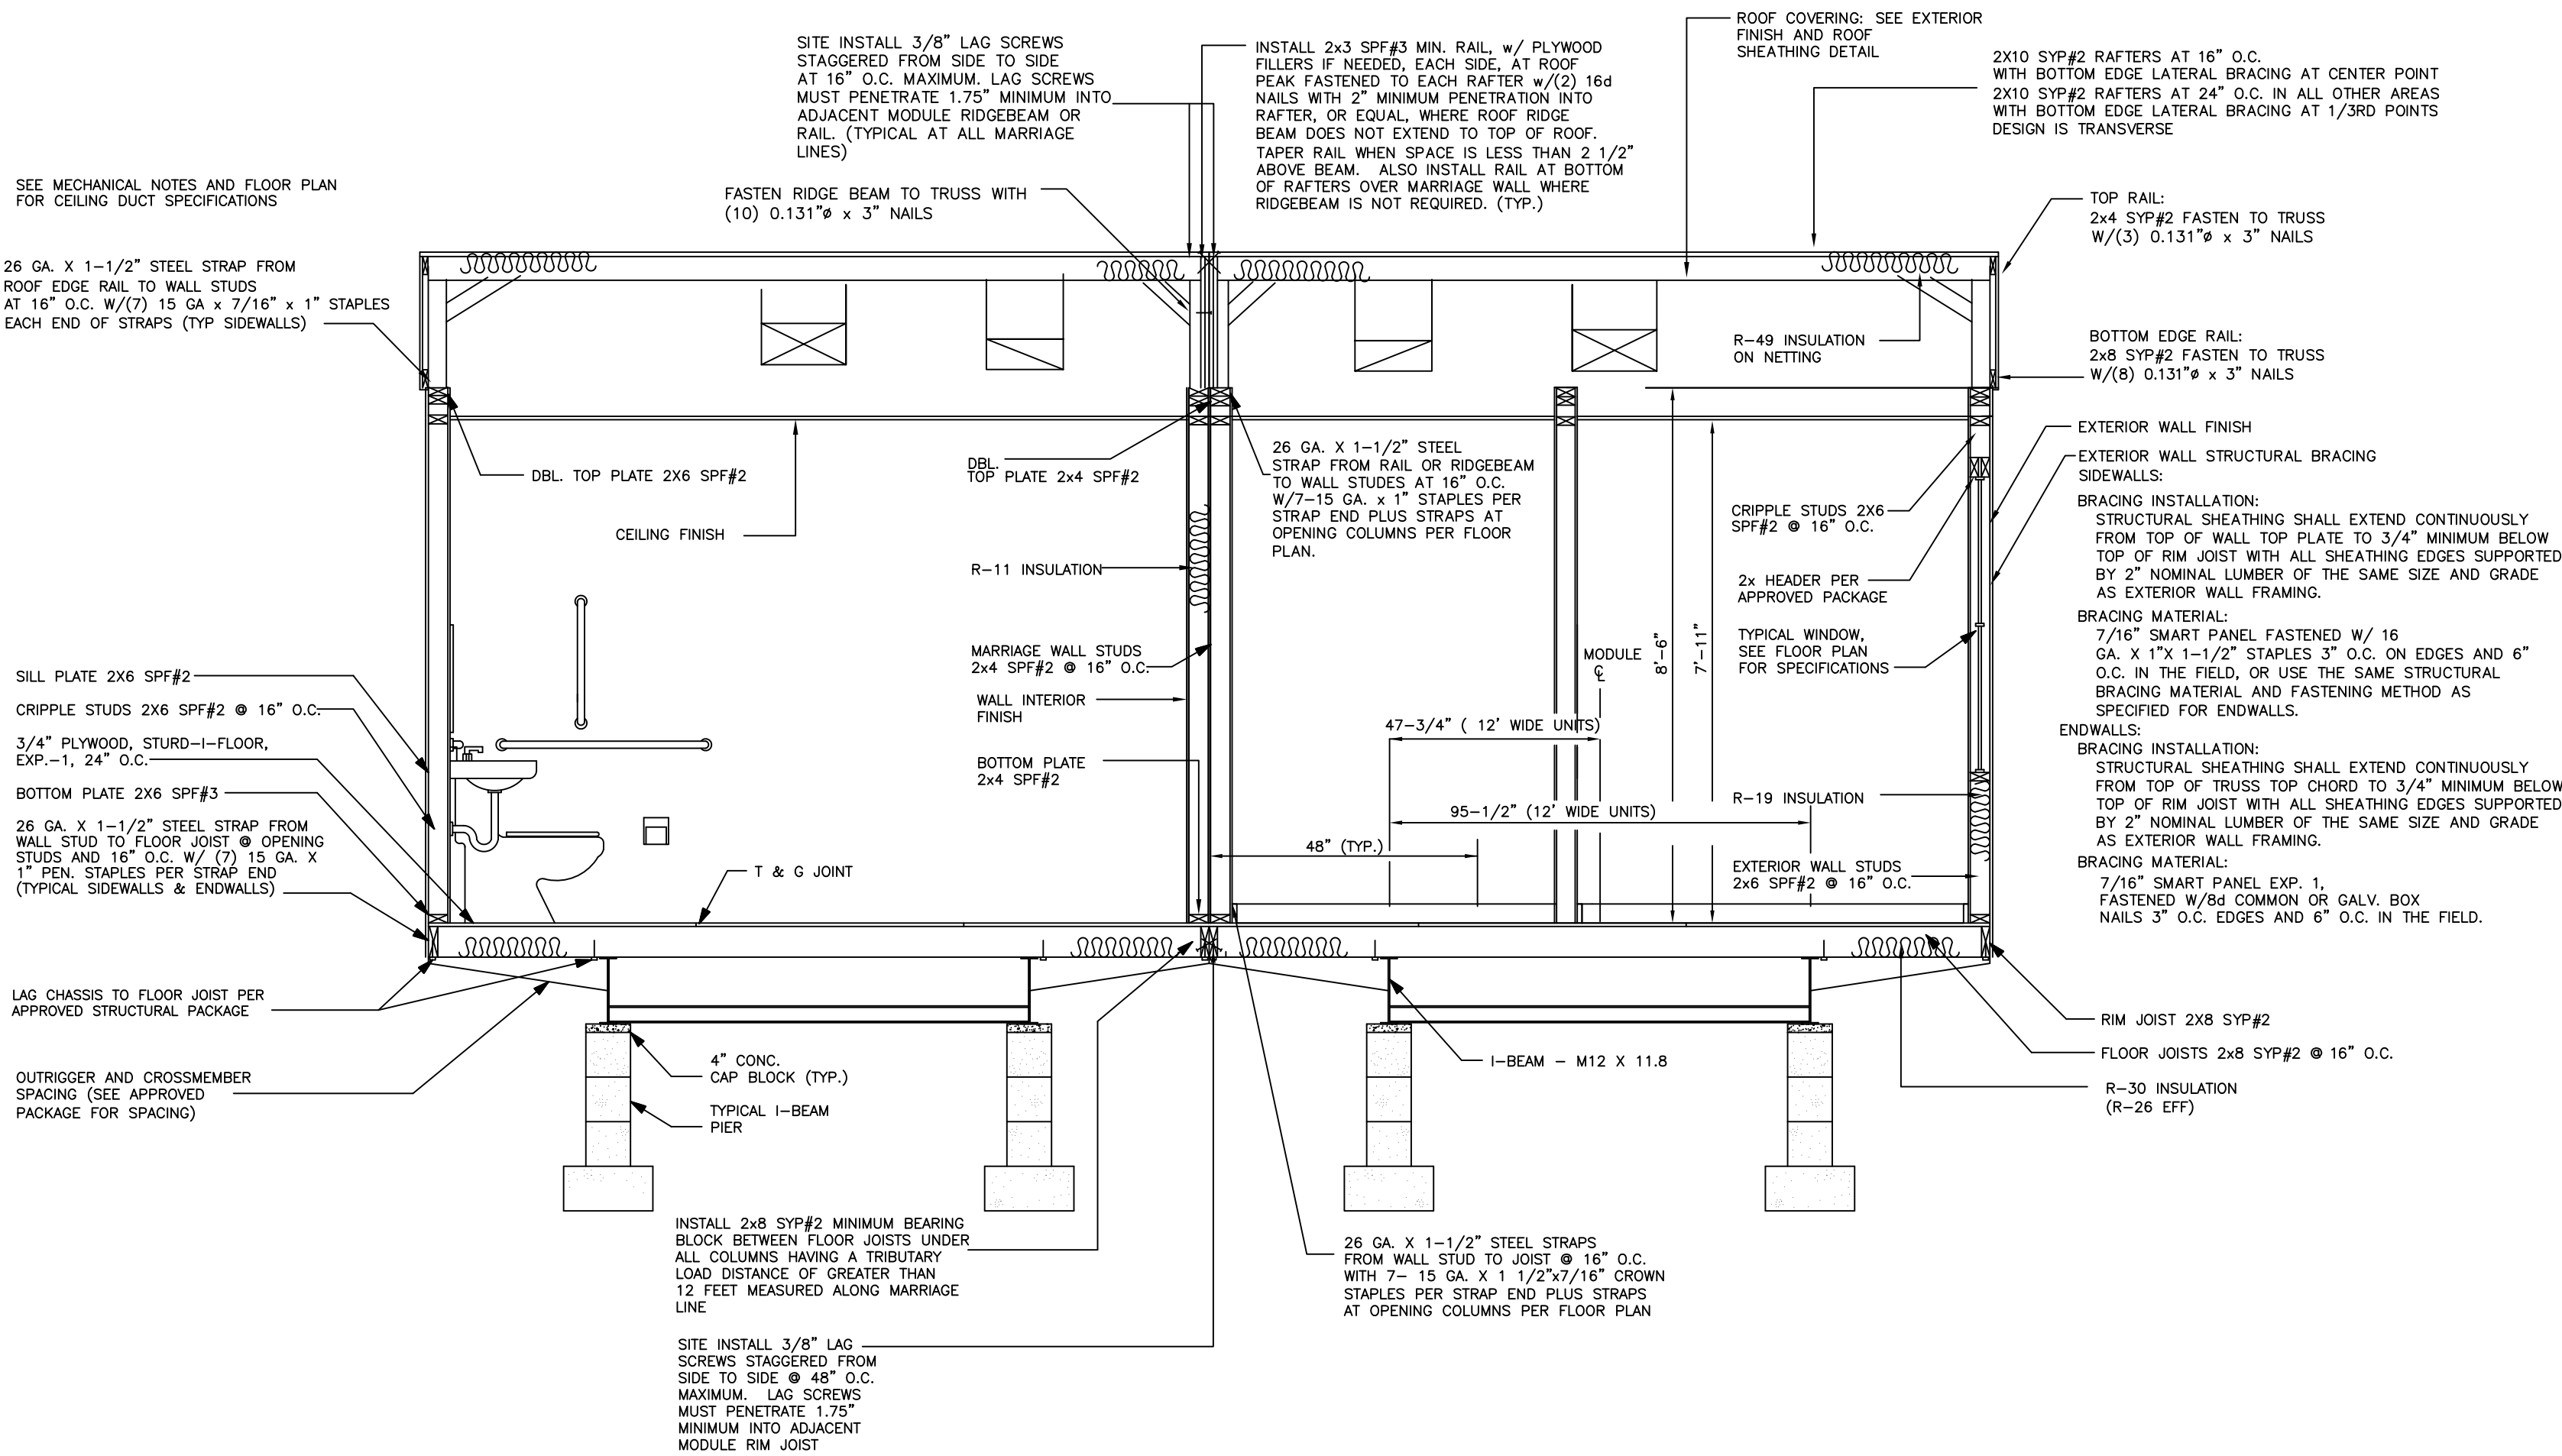 SITE INSTALL 3/8" LAG SCREWS
STAGGERED FROM SIDE TO SIDE
AT 16" O.C. MAXIMUM. LAG SCREWS
MUST PENETRATE 1.75" MINIMUM INTO
ADJACENT MODULE RIDGEBEAM OR
RAIL. (TYPICAL AT ALL MARRIAGE
LINES)
INSTALL 2x3 SPF#3 MIN. RAIL, w/ PLYWOOD
FILLERS IF NEEDED, EACH SIDE, AT ROOF
PEAK FASTENED TO EACH RAFTER w/(2) 16d
NAILS WITH 2" MINIMUM PENETRATION INTO
RAFTER, OR EQUAL, WHERE ROOF RIDGE
BEAM DOES NOT EXTEND TO TOP OF ROOF.
TAPER RAIL WHEN SPACE IS LESS THAN 2 1/2"
ABOVE BEAM. ALSO INSTALL RAIL AT BOTTOM
OF RAFTERS OVER MARRIAGE WALL WHERE
RIDGEBEAM IS NOT REQUIRED. (TYP.)
ROOF COVERING: SEE EXTERIOR
FINISH AND ROOF
SHEATHING DETAIL
2X10 SYP#2 RAFTERS AT 16" O.C.
WITH BOTTOM EDGE LATERAL BRACING AT CENTER POINT
2X10 SYP#2 RAFTERS AT 24" O.C. IN ALL OTHER AREAS
WITH BOTTOM EDGE LATERAL BRACING AT 1/3RD POINTS
DESIGN IS TRANSVERSE
SEE MECHANICAL NOTES AND FLOOR PLAN
FOR CEILING DUCT SPECIFICATIONS
FASTEN RIDGE BEAM TO TRUSS WITH
(10) 0.131"ø x 3" NAILS
TOP RAIL:
2x4 SYP#2 FASTEN TO TRUSS
W/(3) 0.131"ø x 3" NAILS
26 GA. X 1-1/2" STEEL STRAP FROM
ROOF EDGE RAIL TO WALL STUDS
AT 16" O.C. W/(7) 15 GA x 7/16" x 1" STAPLES
EACH END OF STRAPS (TYP SIDEWALLS)
R-49 INSULATION
ON NETTING
BOTTOM EDGE RAIL:
2x8 SYP#2 FASTEN TO TRUSS
W/(8) 0.131"ø x 3" NAILS
DBL. TOP PLATE 2X6 SPF#2
DBL.
TOP PLATE 2x4 SPF#2
CEILING FINISH
26 GA. X 1-1/2" STEEL
STRAP FROM RAIL OR RIDGEBEAM
TO WALL STUDES AT 16" O.C.
W/7-15 GA. x 1" STAPLES PER
STRAP END PLUS STRAPS AT
OPENING COLUMNS PER FLOOR
PLAN.
R-11 INSULATION
CRIPPLE STUDS 2X6
SPF#2 @ 16" O.C.
2x HEADER PER
APPROVED PACKAGE
TYPICAL WINDOW,
SEE FLOOR PLAN
FOR SPECIFICATIONS
EXTERIOR WALL FINISH
EXTERIOR WALL STRUCTURAL BRACING
SIDEWALLS:
BRACING INSTALLATION:
STRUCTURAL SHEATHING SHALL EXTEND CONTINUOUSLY
FROM TOP OF WALL TOP PLATE TO 3/4" MINIMUM BELOW
TOP OF RIM JOIST WITH ALL SHEATHING EDGES SUPPORTED
BY 2" NOMINAL LUMBER OF THE SAME SIZE AND GRADE
AS EXTERIOR WALL FRAMING.
BRACING MATERIAL:
7/16" SMART PANEL FASTENED W/ 16
GA. X 1"X 1-1/2" STAPLES 3" O.C. ON EDGES AND 6"
O.C. IN THE FIELD, OR USE THE SAME STRUCTURAL
BRACING MATERIAL AND FASTENING METHOD AS
SPECIFIED FOR ENDWALLS.
ENDWALLS:
BRACING INSTALLATION:
STRUCTURAL SHEATHING SHALL EXTEND CONTINUOUSLY
FROM TOP OF TRUSS TOP CHORD TO 3/4" MINIMUM BELOW
TOP OF RIM JOIST WITH ALL SHEATHING EDGES SUPPORTED
BY 2" NOMINAL LUMBER OF THE SAME SIZE AND GRADE
AS EXTERIOR WALL FRAMING.
BRACING MATERIAL:
7/16" SMART PANEL EXP. 1,
FASTENED W/8d COMMON OR GALV. BOX
NAILS 3" O.C. EDGES AND 6" O.C. IN THE FIELD.
MARRIAGE WALL STUDS
2x4 SPF#2 @ 16" O.C.
WALL INTERIOR
FINISH
MODULE
℄
8'-6"
7'-11"
47-3/4" ( 12' WIDE UNITS)
BOTTOM PLATE
2x4 SPF#2
95-1/2" (12' WIDE UNITS)
48" (TYP.)
R-19 INSULATION
EXTERIOR WALL STUDS
2x6 SPF#2 @ 16" O.C.
SILL PLATE 2X6 SPF#2
CRIPPLE STUDS 2X6 SPF#2 @ 16" O.C.
3/4" PLYWOOD, STURD-I-FLOOR,
EXP.-1, 24" O.C.
BOTTOM PLATE 2X6 SPF#3
26 GA. X 1-1/2" STEEL STRAP FROM
WALL STUD TO FLOOR JOIST @ OPENING
STUDS AND 16" O.C. W/ (7) 15 GA. X
1" PEN. STAPLES PER STRAP END
(TYPICAL SIDEWALLS & ENDWALLS)
T & G JOINT
LAG CHASSIS TO FLOOR JOIST PER
APPROVED STRUCTURAL PACKAGE
OUTRIGGER AND CROSSMEMBER
SPACING (SEE APPROVED
PACKAGE FOR SPACING)
4" CONC.
CAP BLOCK (TYP.)
TYPICAL I-BEAM
PIER
I-BEAM - M12 X 11.8
RIM JOIST 2X8 SYP#2
FLOOR JOISTS 2x8 SYP#2 @ 16" O.C.
R-30 INSULATION
(R-26 EFF)
INSTALL 2x8 SYP#2 MINIMUM BEARING
BLOCK BETWEEN FLOOR JOISTS UNDER
ALL COLUMNS HAVING A TRIBUTARY
LOAD DISTANCE OF GREATER THAN
12 FEET MEASURED ALONG MARRIAGE
LINE
26 GA. X 1-1/2" STEEL STRAPS
FROM WALL STUD TO JOIST @ 16" O.C.
WITH 7- 15 GA. X 1 1/2"x7/16" CROWN
STAPLES PER STRAP END PLUS STRAPS
AT OPENING COLUMNS PER FLOOR PLAN
SITE INSTALL 3/8" LAG
SCREWS STAGGERED FROM
SIDE TO SIDE @ 48" O.C.
MAXIMUM. LAG SCREWS
MUST PENETRATE 1.75"
MINIMUM INTO ADJACENT
MODULE RIM JOIST